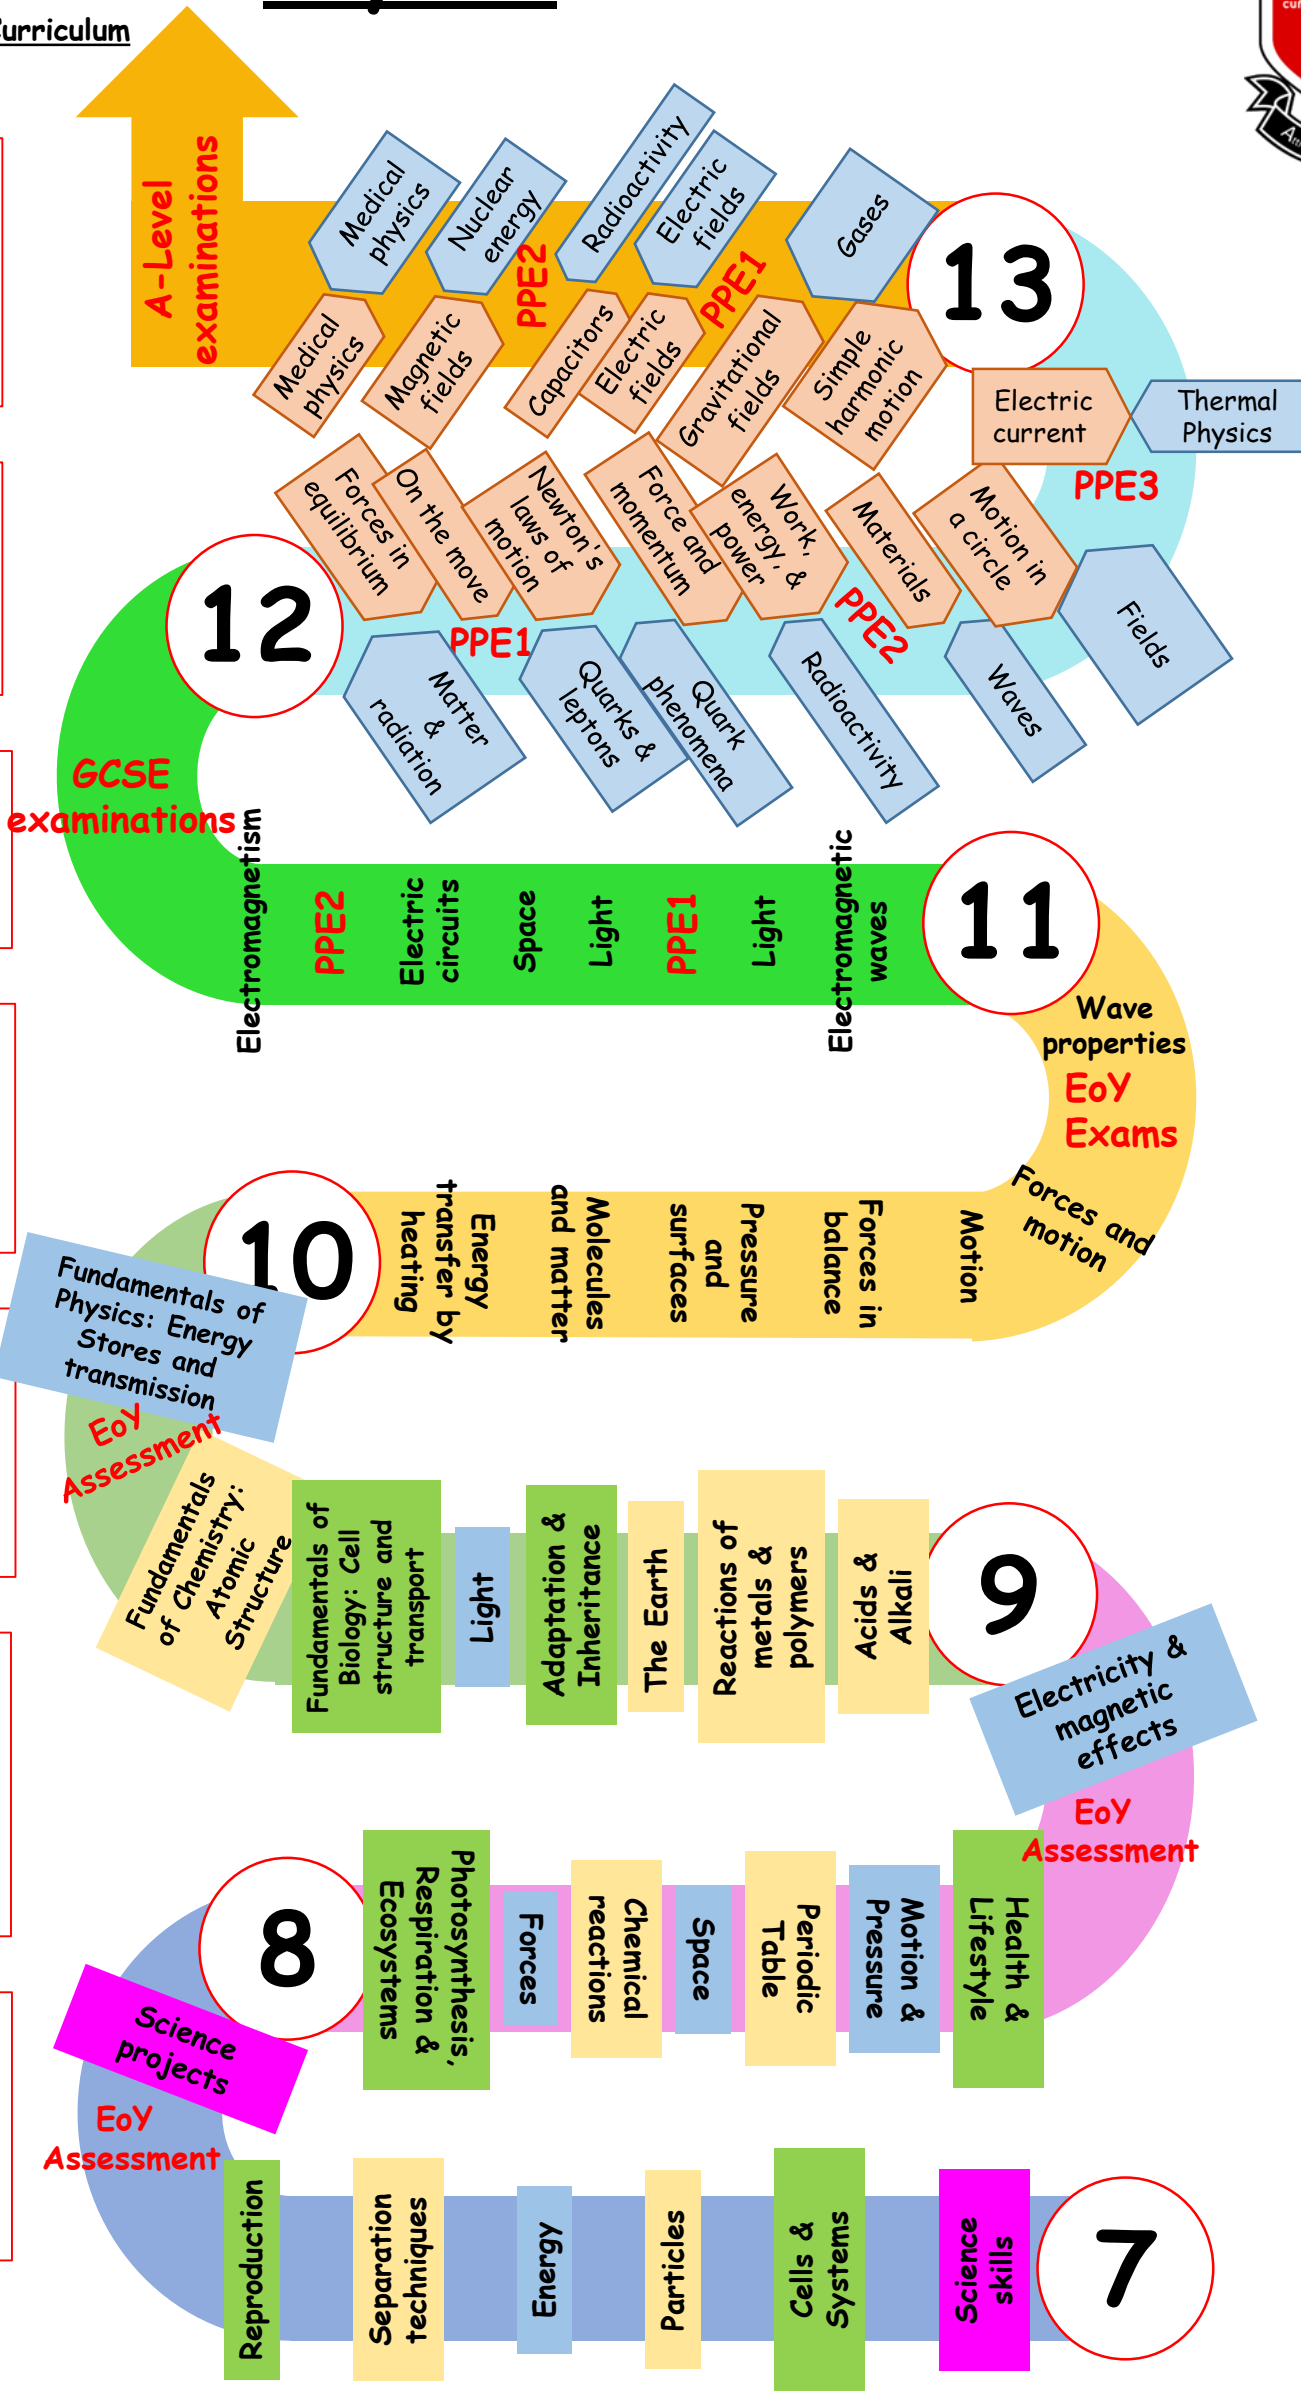 Curriculum
A-Level
examinations
Medical
physics
Nuclear
energy
PPE2
Radioactivity
Electric
fields
PPE1
Gases
13
Medical
physics
Magnetic
fields
Capacitors
Electric
fields
Gravitational
fields
Simple
harmonic
motion
Electric
current
Thermal
Physics
PPE3
12
Forces in
equilibrium
On the move
Newton's
laws of
motion
Force and
momentum
Work,
energy, &
power
Materials
Motion in
a circle
PPE1
PPE2
Matter
&
radiation
Quarks &
leptons
Quark
phenomena
Radioactivity
Waves
Fields
GCSE
examinations
Electromagnetism
PPE2
Electric
circuits
Space
Light
PPE1
Light
Electromagnetic
waves
11
Wave
properties
EoY
Exams
Forces and
motion
10
Energy
transfer by
heating
Molecules
and matter
Pressure
and
surfaces
Forces in
balance
Motion
Fundamentals of
Physics: Energy
Stores and
transmission
EoY
Assessment
Fundamentals
of Chemistry:
Atomic
Structure
Fundamentals of
Biology: Cell
structure and
transport
Light
Adaptation &
Inheritance
The Earth
Reactions of
metals &
polymers
Acids &
Alkali
9
Electricity &
magnetic
effects
EoY
Assessment
8
Photosynthesis,
Respiration &
Ecosystems
Forces
Chemical
reactions
Space
Periodic
Table
Motion &
Pressure
Health &
Lifestyle
Science
projects
EoY
Assessment
Reproduction
Separation
techniques
Energy
Particles
Cells &
Systems
Science
skills
7